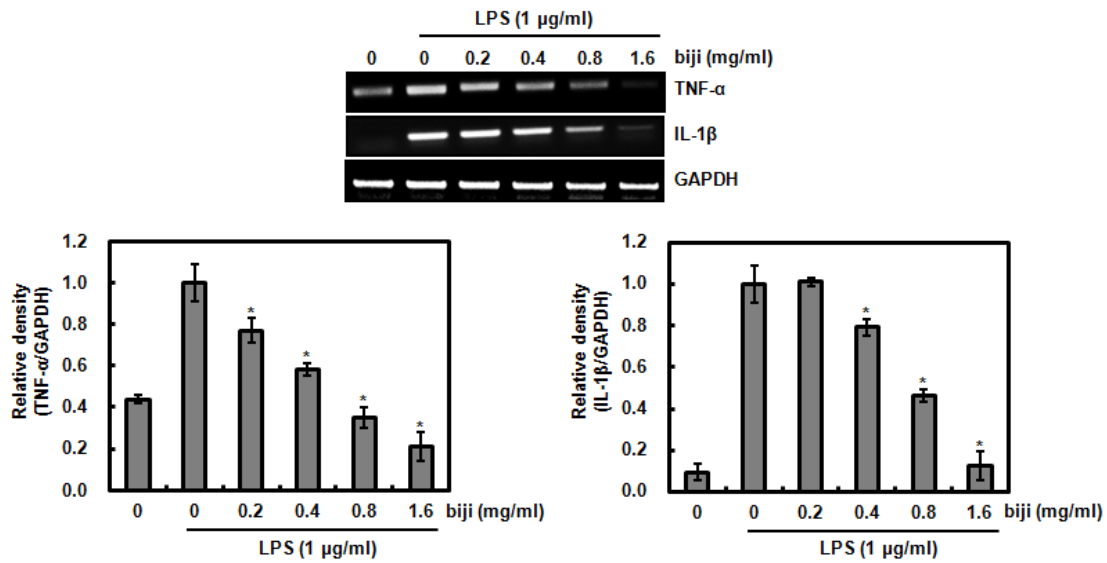 LPS (1 µg/ml)
0 0 0.2 0.4 0.8 1.6 biji (mg/ml)
TNF-α
IL-1β
GAPDH
Relative density
(TNF-α/GAPDH)
1.2
1.0
0.8
0.6
0.4
0.2
0.0
* * * *
0 0 0.2 0.4 0.8 1.6 biji (mg/ml)
LPS (1 µg/ml)
Relative density
(IL-1β/GAPDH)
1.2
1.0
0.8
0.6
0.4
0.2
0.0
* * *
0 0 0.2 0.4 0.8 1.6 biji (mg/ml)
LPS (1 µg/ml)